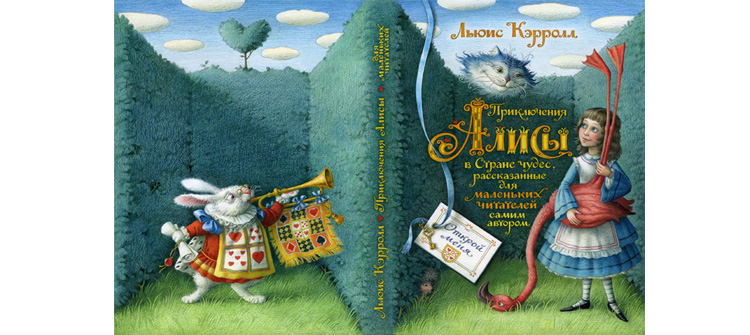 Льюис Кэрролл
Приключения
Алисы
в Стране чудес,
рассказанные
для
маленьких
читателей
самим
автором
Открой
меня
Льюис Кэрролл • Приключения Алисы • для
маленьких читателей